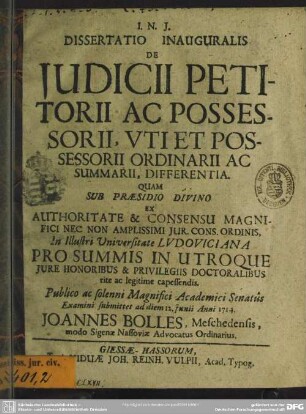 I. N. J.
DISSERTATIO INAUGURALIS
DE
JUDICII PETI-
TORII AC POSSES-
SORII, VTI ET POS-
SESSORII ORDINARII AC
SUMMARII, DIFFERENTIA.
QUAM
SUB PRÆSIDIO DIVINO
EX
AUTHORITATE & CONSENSU MAGNI-
FICI NEC NON AMPLISSIMI JUR. CONS. ORDINIS,
In Illustri Universitate LVDOVICIANA
PRO SUMMIS IN UTROQUE
JURE HONORIBUS & PRIVILEGIIS DOCTORALIBUS
rite ac legitime capessendis.
Publico ac solenni Magnifici Academici Senatûs
Examini submittet ad diem 12. Junii Anni 1714.
JOANNES BOLLES, Meschedensis,
modo Sigenæ Nassoviæ Advocatus Ordinarius.
GIESSÆ-HASSORUM,
VIDUÆ JOH. REINH. VULPII, Acad. Typog.